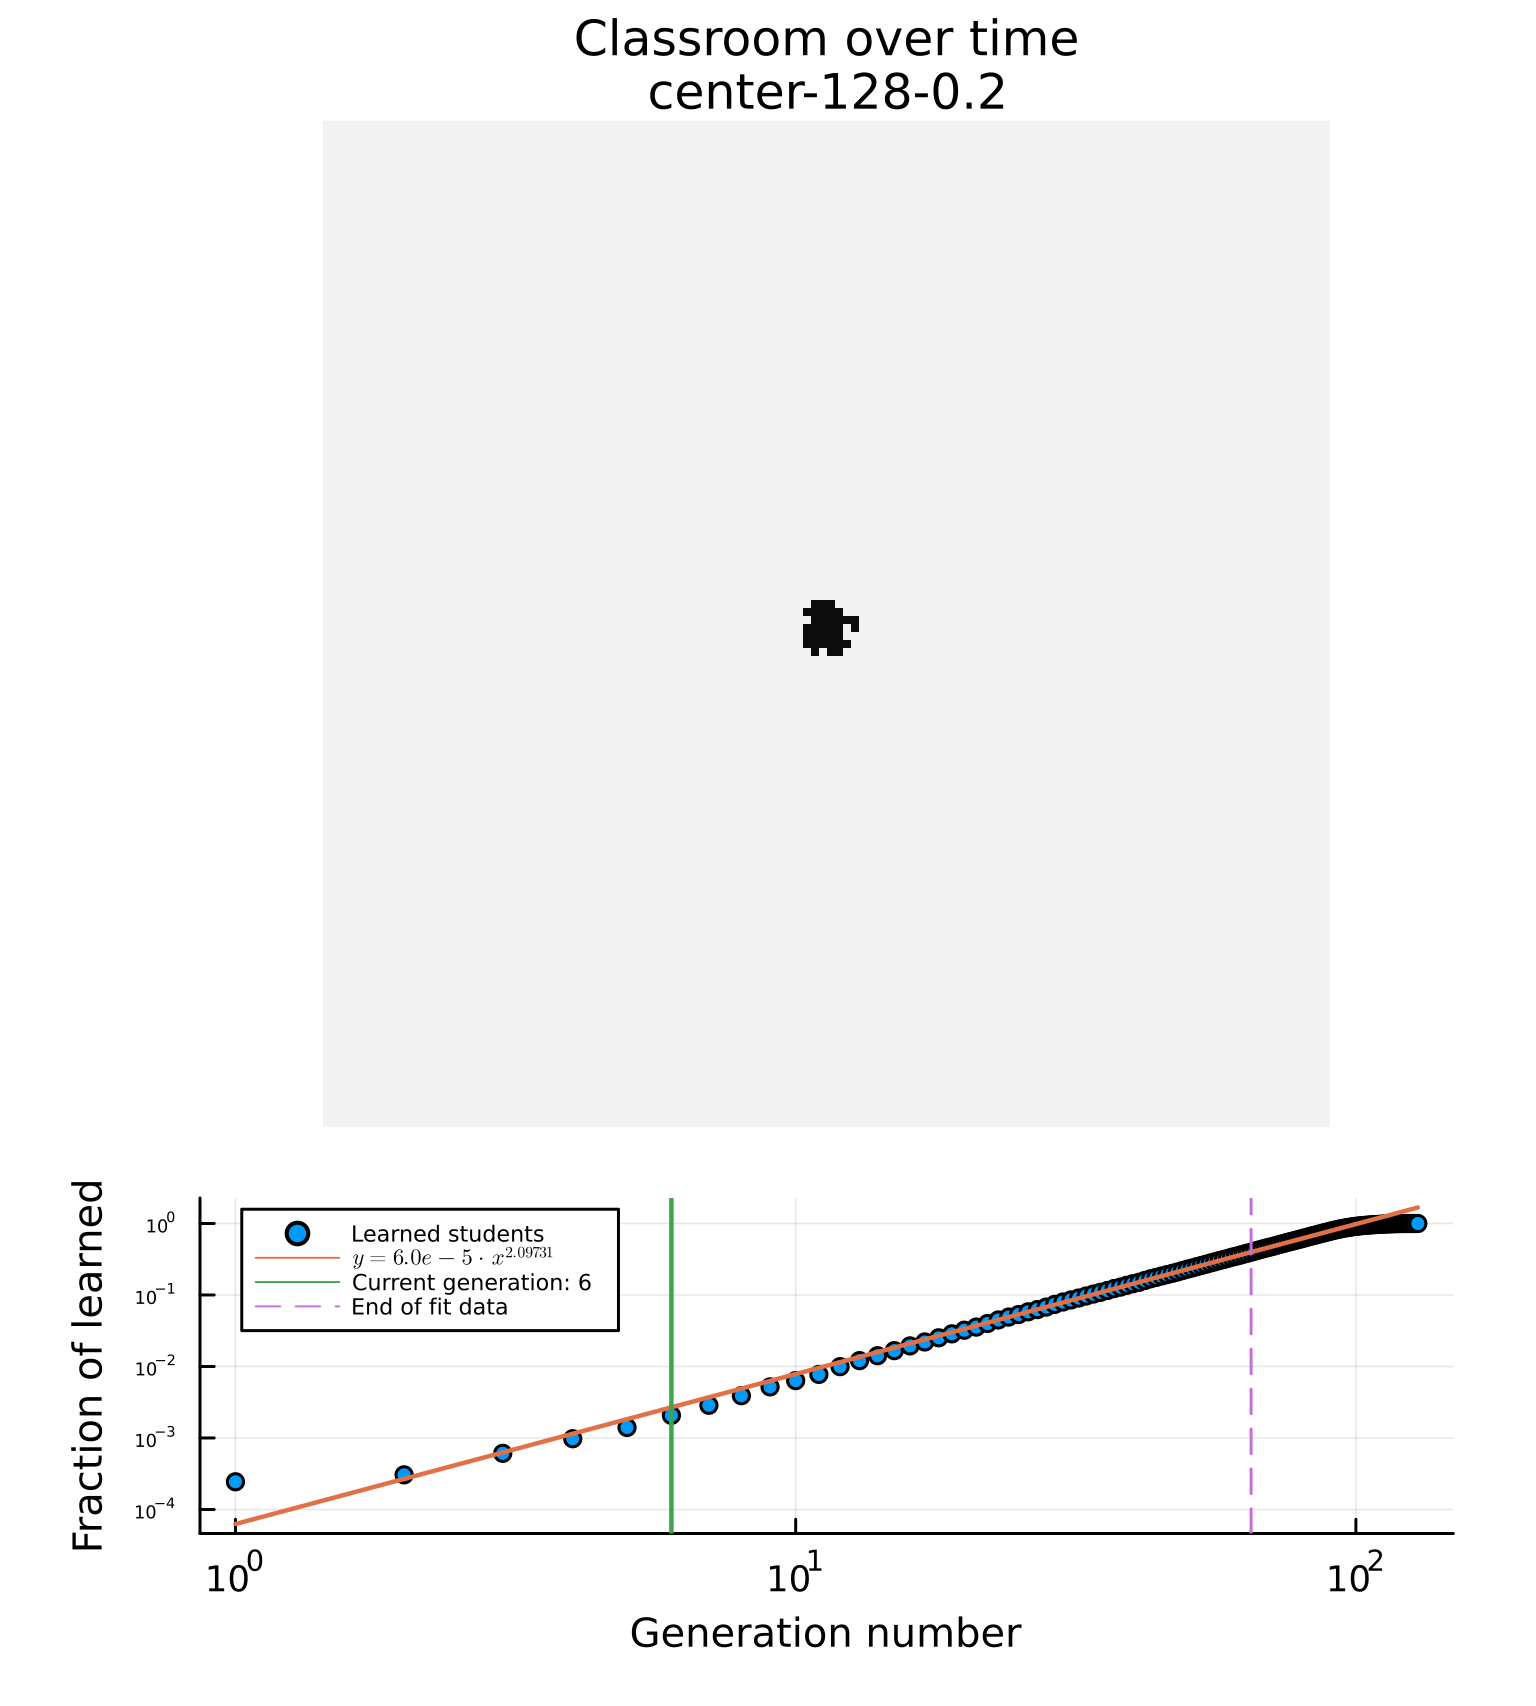 Classroom over time
center-128-0.2
Fraction of learned
10^0
10^-1
10^-2
10^-3
10^-4
Learned students
y = 6.0e − 5 · x^2.09731
Current generation: 6
End of fit data
10^0 10^1 10^2
Generation number